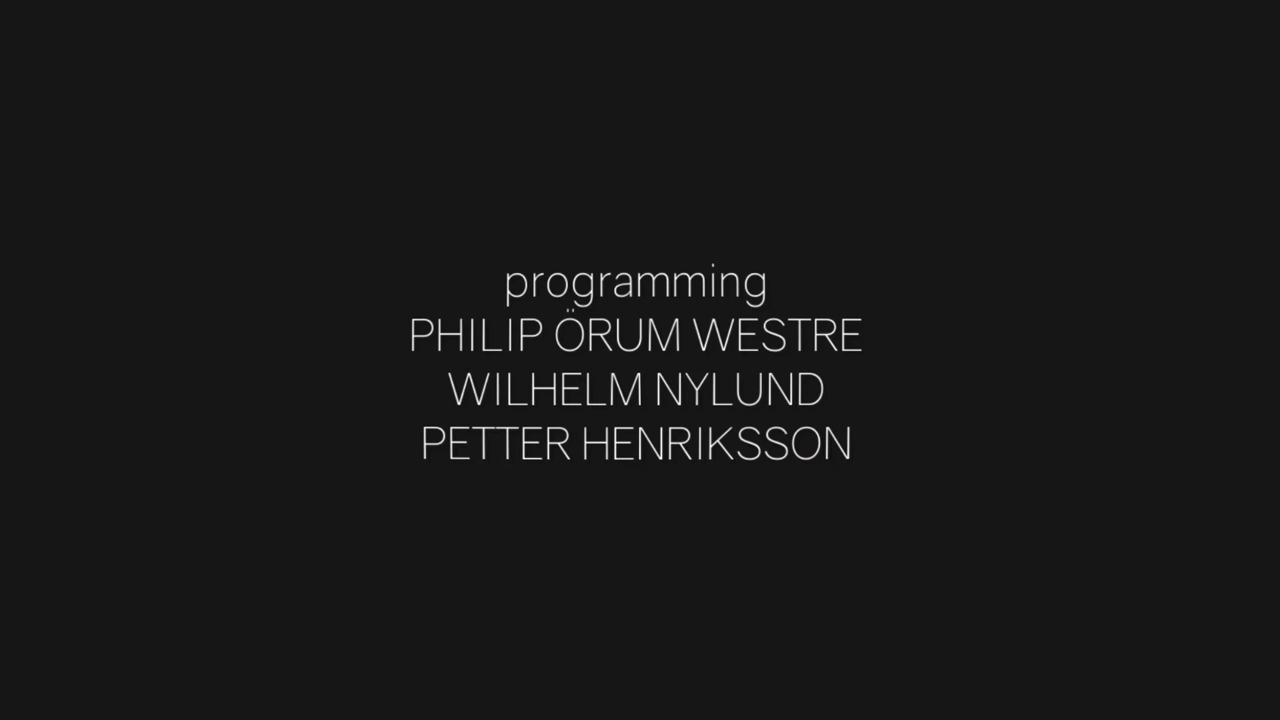 programming
PHILIP ÖRUM WESTRE
WILHELM NYLUND
PETTER HENRIKSSON